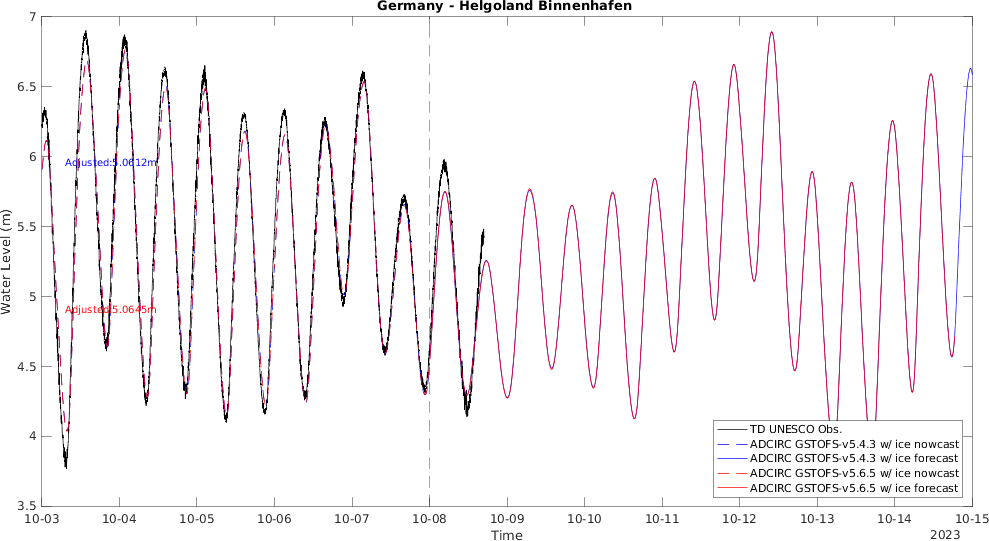 Germany - Helgoland Binnenhafen
Water Level (m)
7
6.5
6
5.5
5
4.5
4
3.5
Adjusted:5.0612m
Adjusted:5.0645m
TD UNESCO Obs.
ADCIRC GSTOFS-v5.4.3 w/ ice nowcast
ADCIRC GSTOFS-v5.4.3 w/ ice forecast
ADCIRC GSTOFS-v5.6.5 w/ ice nowcast
ADCIRC GSTOFS-v5.6.5 w/ ice forecast
10-03 10-04 10-05 10-06 10-07 10-08 10-09 10-10 10-11 10-12 10-13 10-14 10-15
Time
2023